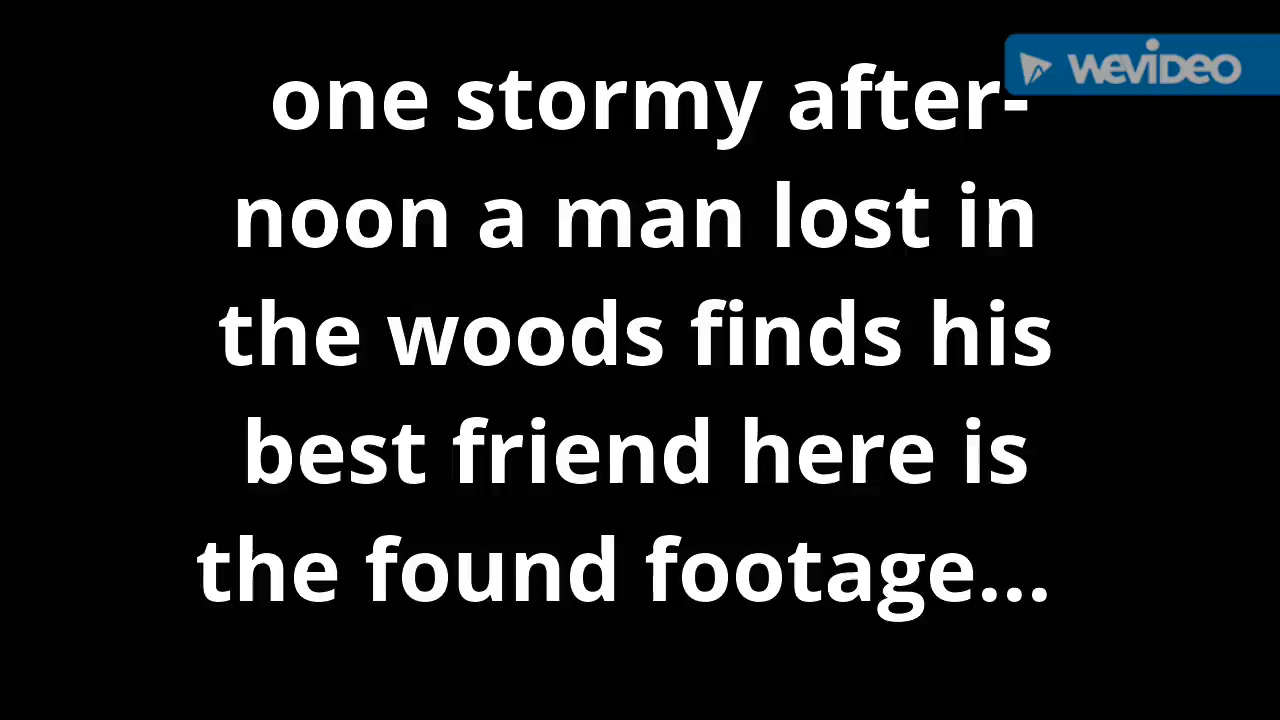 WEVIDEO
one stormy after-
noon a man lost in
the woods finds his
best friend here is
the found footage...